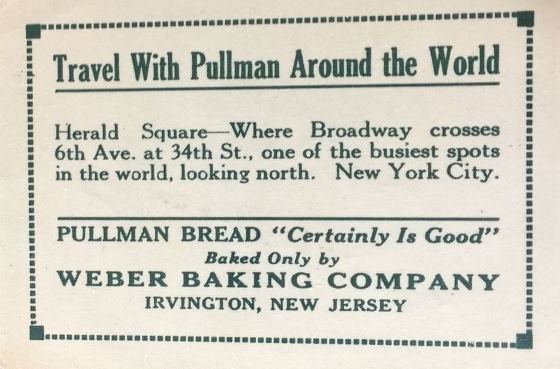 Travel With Pullman Around the World
Herald Square—Where Broadway crosses
6th Ave. at 34th St., one of the busiest spots
in the world, looking north. New York City.
PULLMAN BREAD "Certainly Is Good"
Baked Only by
WEBER BAKING COMPANY
IRVINGTON, NEW JERSEY